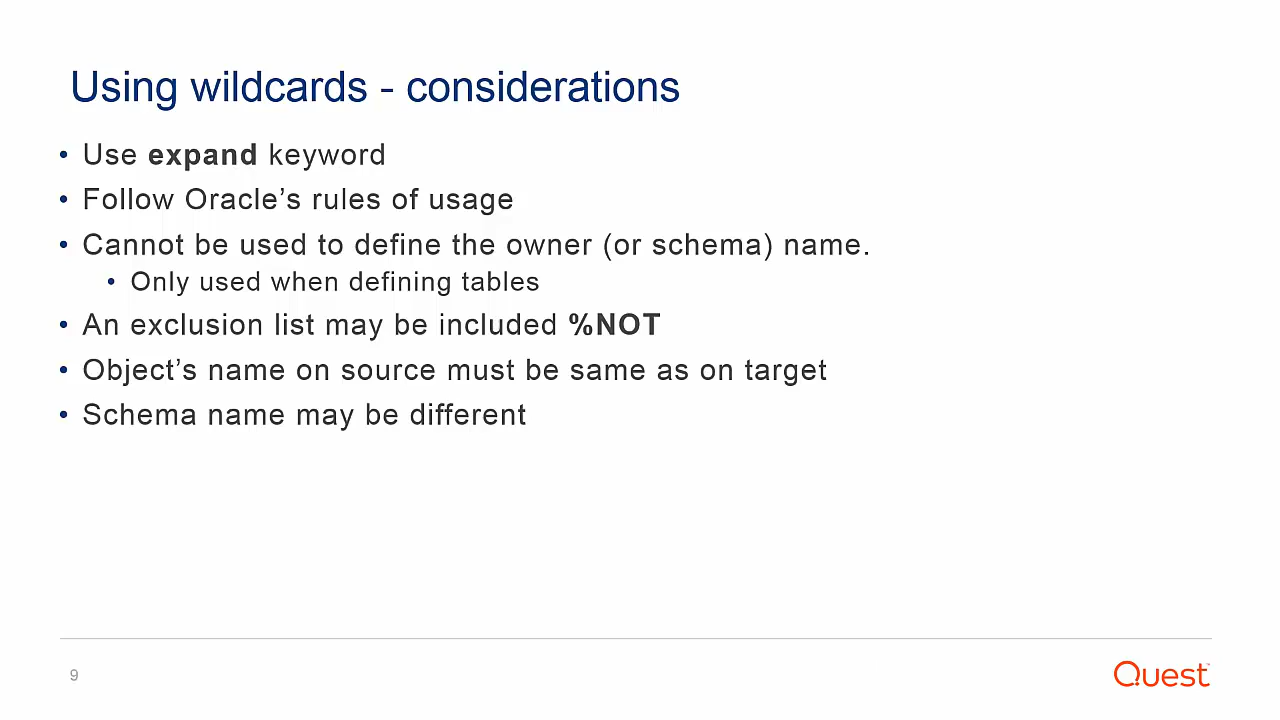 Using wildcards - considerations
• Use expand keyword
• Follow Oracle’s rules of usage
• Cannot be used to define the owner (or schema) name.
• Only used when defining tables
• An exclusion list may be included %NOT
• Object’s name on source must be same as on target
• Schema name may be different
9
Quest